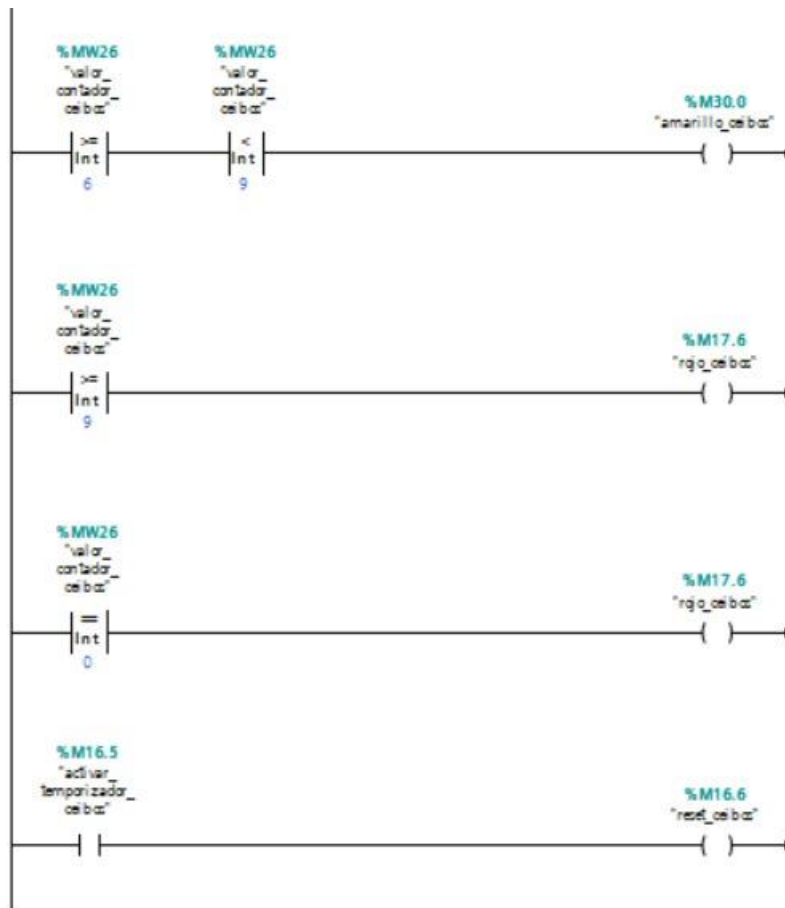 %MW26
"valor_
contador_
ceibos"
>=
Int
6
%MW26
"valor_
contador_
ceibos"
<
Int
9
%M30.0
"amarillo_ceibos"
%MW26
"valor_
contador_
ceibos"
>=
Int
9
%M17.6
"rojo_ceibos"
%MW26
"valor_
contador_
ceibos"
==
Int
0
%M17.6
"rojo_ceibos"
%M16.5
"activar_
temporizador_
ceibos"
%M16.6
"reset_ceibos"